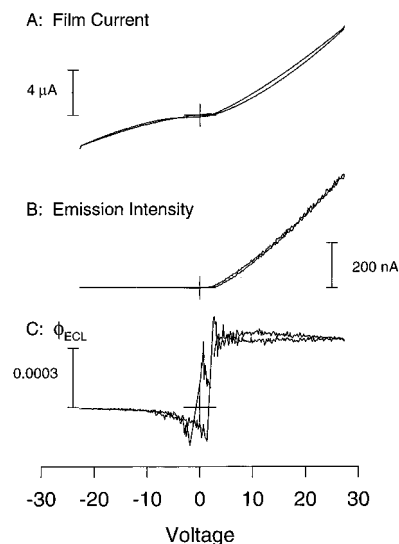 A: Film Current
4 μA
B: Emission Intensity
200 nA
C: ϕECL
0.0003
-30 -20 -10 0 10 20 30
Voltage